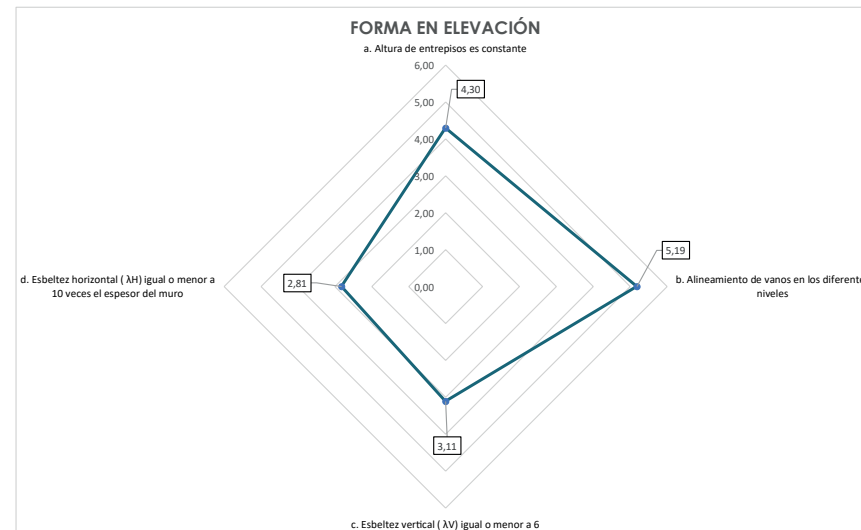 FORMA EN ELEVACIÓN
a. Altura de entrepisos es constante
6,00
4,30
5,00
4,00
3,00
2,00
5,19
1,00
d. Esbeltez horizontal ( λH) igual o menor a
10 veces el espesor del muro
2,81
0,00
b. Alineamiento de vanos en los diferente
niveles
3,11
c. Esbeltez vertical ( λV) igual o menor a 6